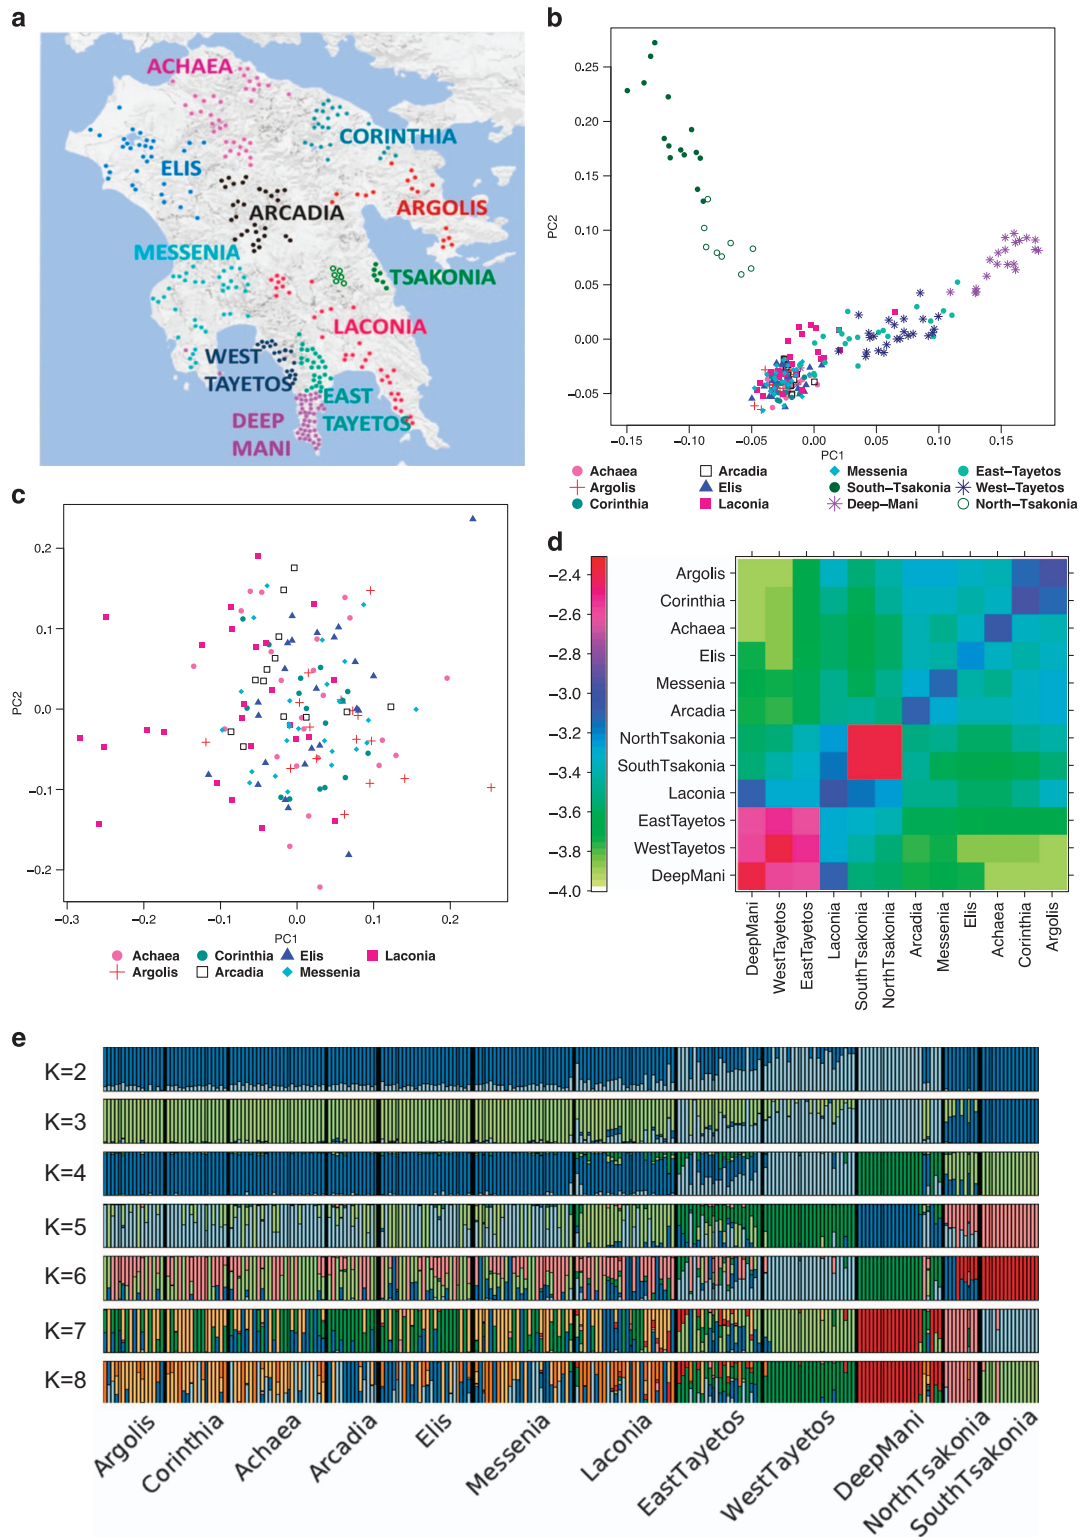 a
ACHAEA
CORINTHIA
ELIS
ARCADIA
ARGOLIS
MESSENIA
TSAKONIA
LACONIA
WEST
TAYETOS
EAST
TAYETOS
DEEP
MANI
b
PC2
0.25
0.20
0.15
0.10
0.05
0.00
−0.05
−0.15
−0.10
−0.05
0.00
0.05
0.10
0.15
PC1
Achaea
Arcadia
Messenia
East−Tayetos
Argolis
Elis
South−Tsakonia
West−Tayetos
Corinthia
Laconia
Deep−Mani
North−Tsakonia
c
PC2
0.2
0.1
0.0
−0.1
−0.2
−0.3
−0.2
−0.1
0.0
0.1
0.2
PC1
Achaea
Corinthia
Elis
Laconia
Argolis
Arcadia
Messenia
d
−2.4
−2.6
−2.8
−3.0
−3.2
−3.4
−3.6
−3.8
−4.0
Argolis
Corinthia
Achaea
Elis
Messenia
Arcadia
NorthTsakonia
SouthTsakonia
Laconia
EastTayetos
WestTayetos
DeepMani
DeepMani
WestTayetos
EastTayetos
Laconia
SouthTsakonia
NorthTsakonia
Arcadia
Messenia
Elis
Achaea
Corinthia
Argolis
e
K=2
K=3
K=4
K=5
K=6
K=7
K=8
Argolis
Corinthia
Achaea
Arcadia
Elis
Messenia
Laconia
EastTayetos
WestTayetos
DeepMani
NorthTsakonia
SouthTsakonia